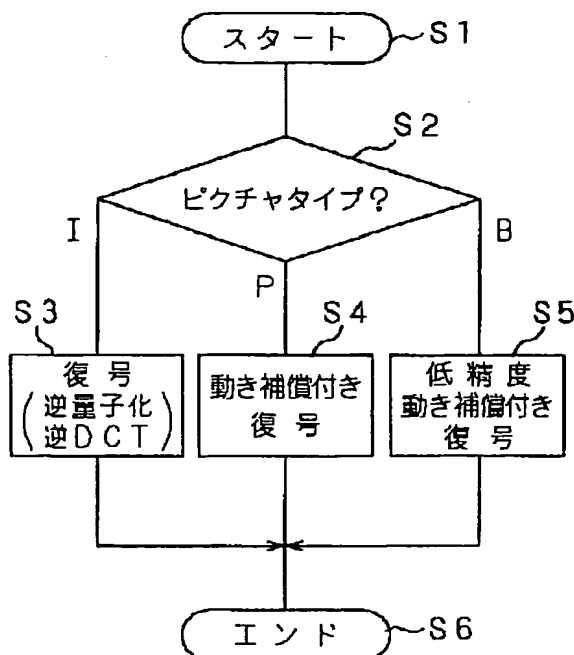 スタート
S1
S2
ピクチャタイプ?
I
B
P
S3
S4
S5
復号
(逆量子化
逆DCT)
動き補償付き
復号
低精度
動き補償付き
復号
エンド
S6